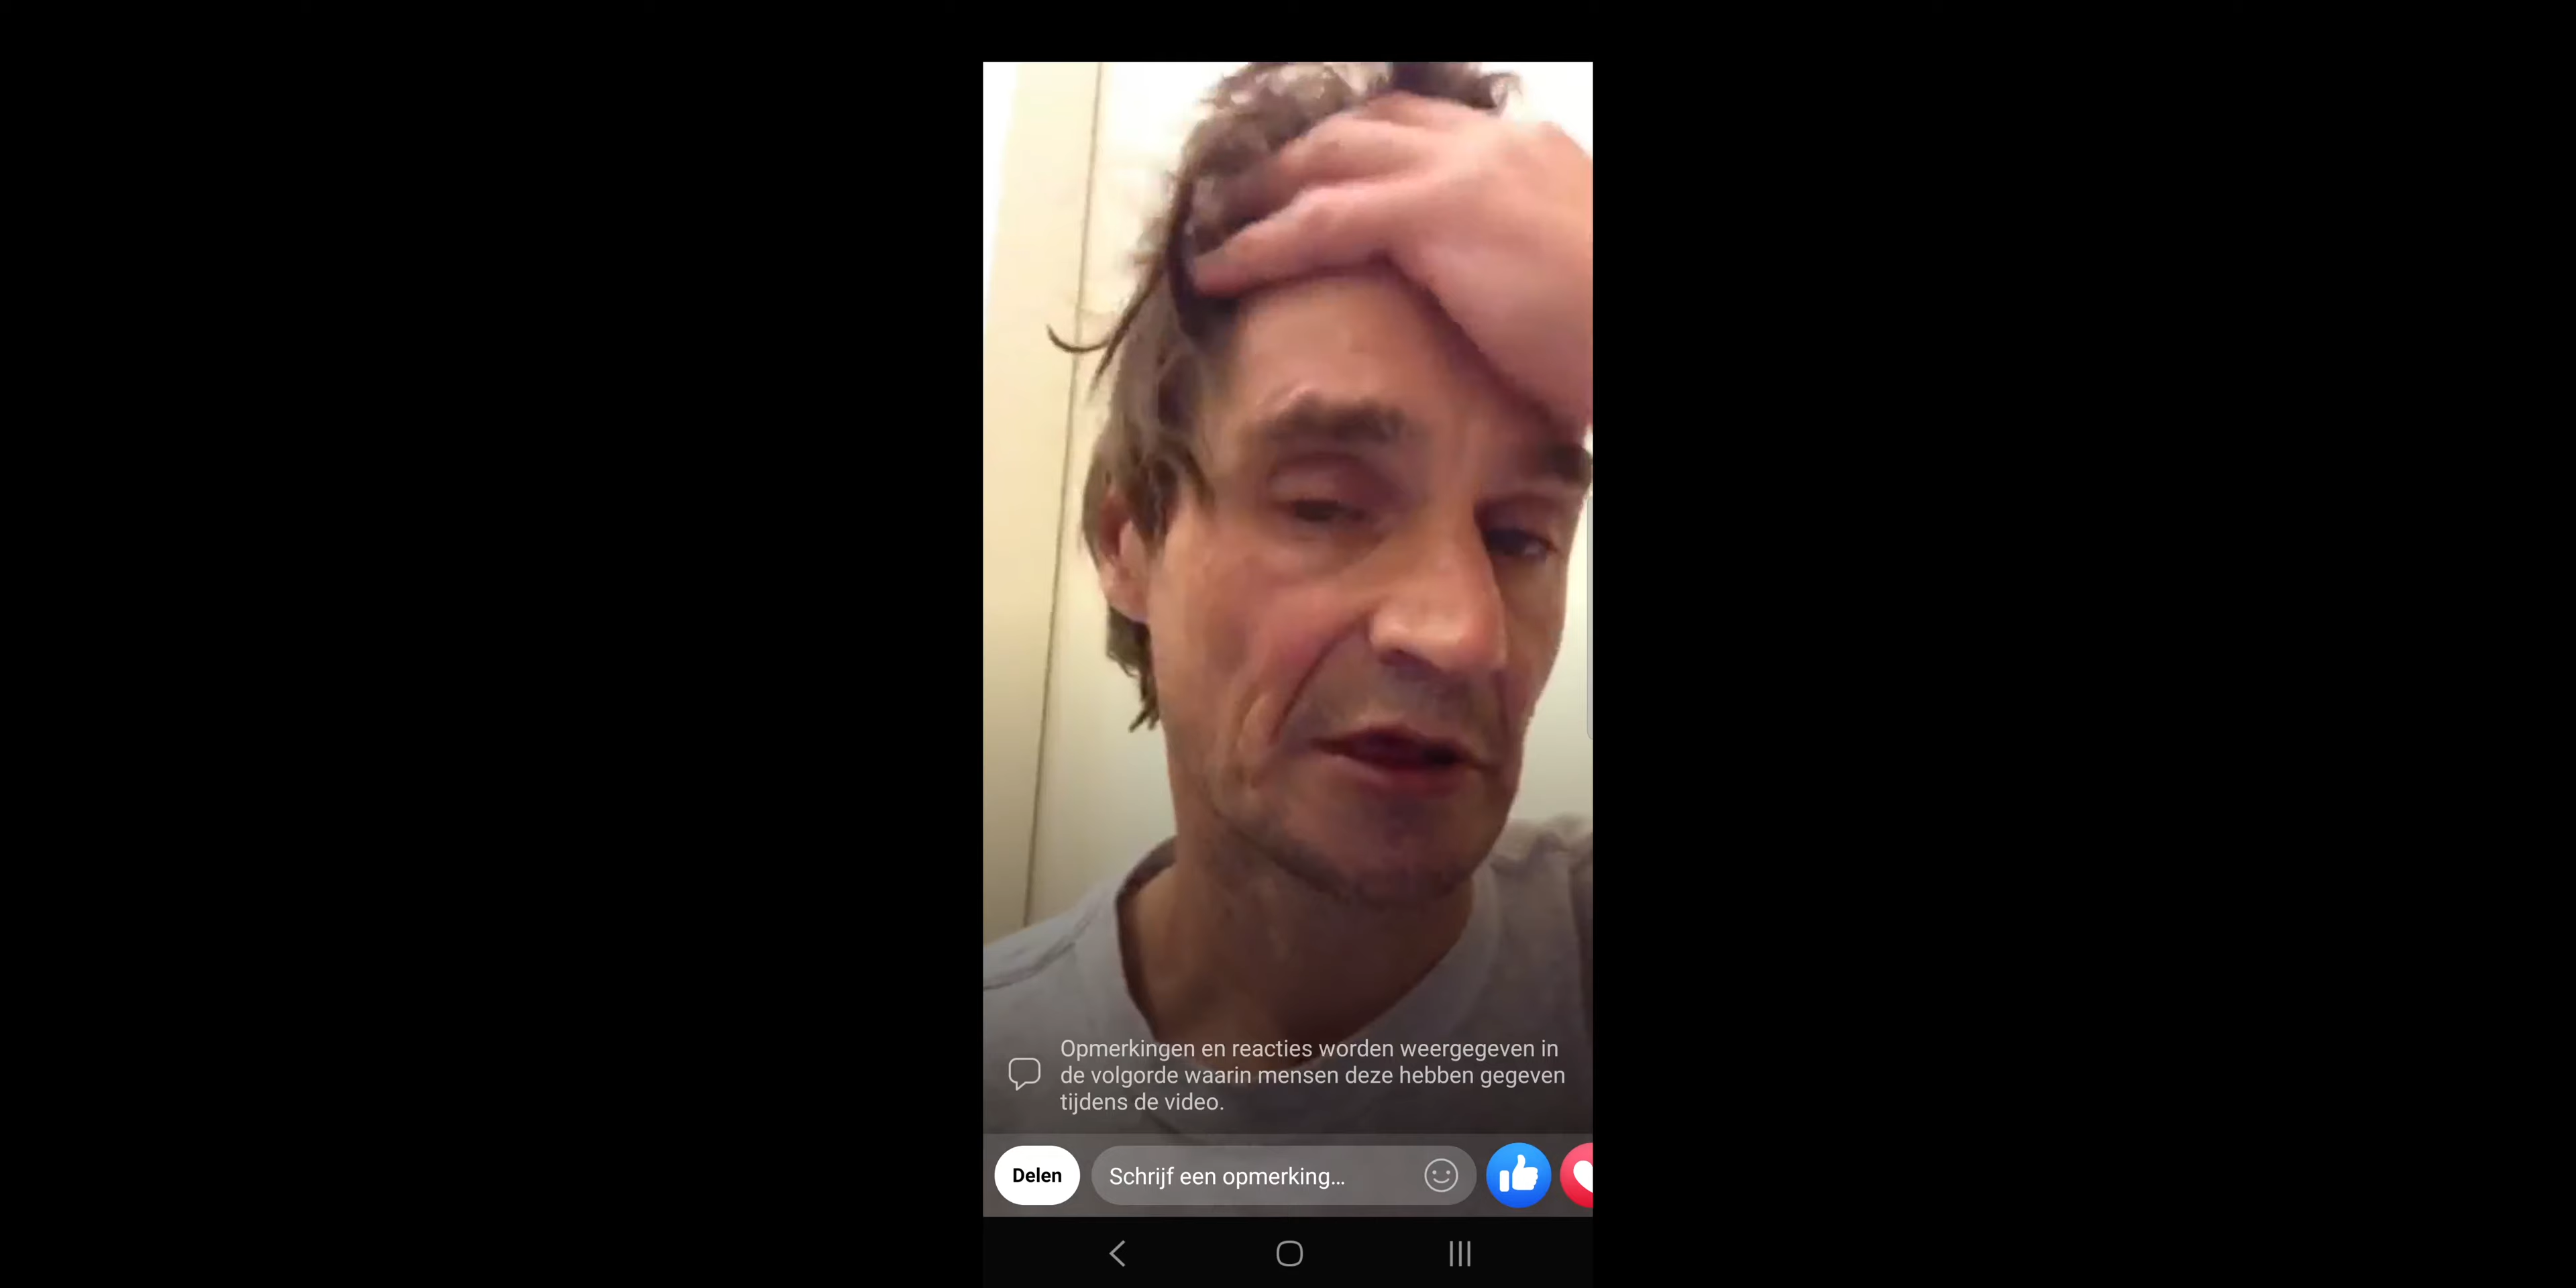 Opmerkingen en reacties worden weergegeven in
de volgorde waarin mensen deze hebben gegeven
tijdens de video.
Delen
Schrijf een opmerking...